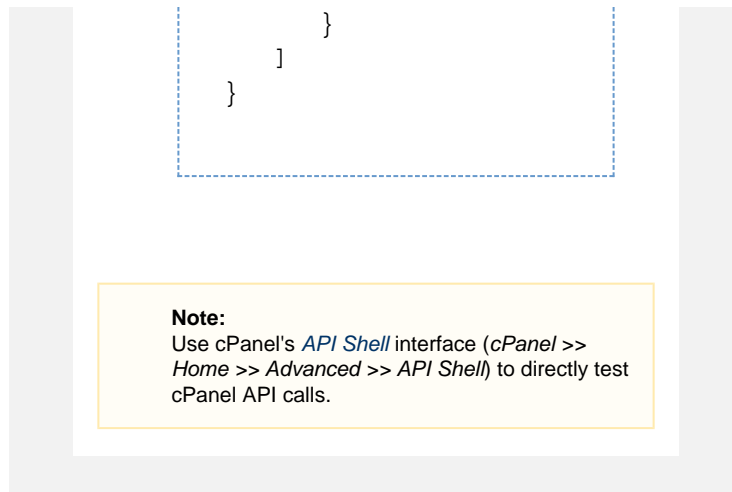 }
]
}
Note:
Use cPanel's API Shell interface (cPanel >>
Home >> Advanced >> API Shell) to directly test
cPanel API calls.